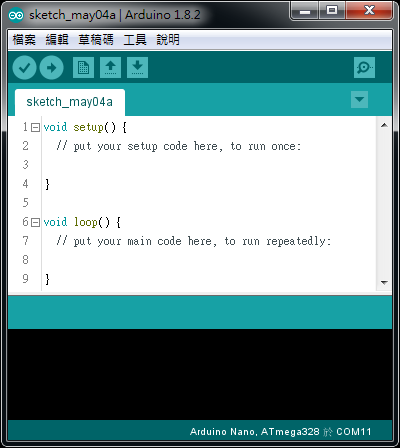 sketch_may04a | Arduino 1.8.2
檔案 編輯 草稿碼 工具 說明
sketch_may04a
1 void setup() {
2 // put your setup code here, to run once:
3
4 }
5
6 void loop() {
7 // put your main code here, to run repeatedly:
8
9 }
Arduino Nano, ATmega328 於 COM11